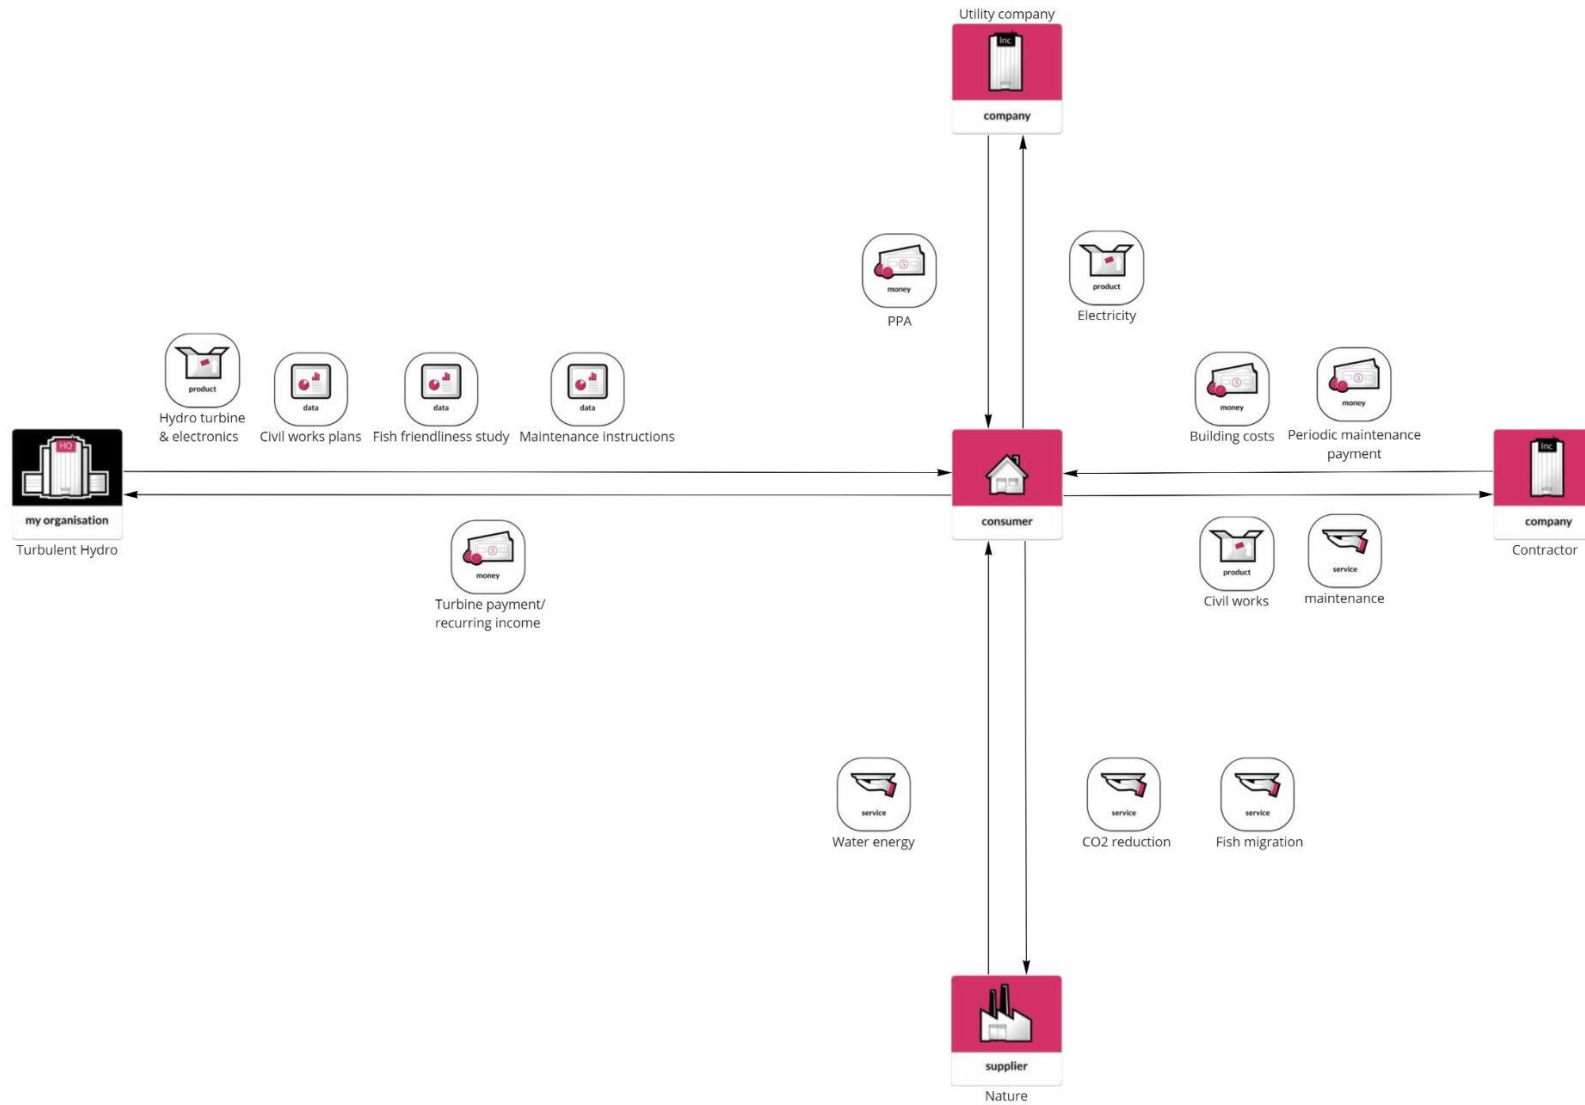 Utility company
Inc
company
money
PPA
product
Electricity
product
Hydro turbine
& electronics
data
Civil works plans
data
Fish friendliness study
data
Maintenance instructions
money
Building costs
money
Periodic maintenance
payment
HQ
my organisation
Turbulent Hydro
consumer
Inc
company
Contractor
money
Turbine payment/
recurring income
product
Civil works
service
maintenance
service
Water energy
service
CO2 reduction
service
Fish migration
supplier
Nature